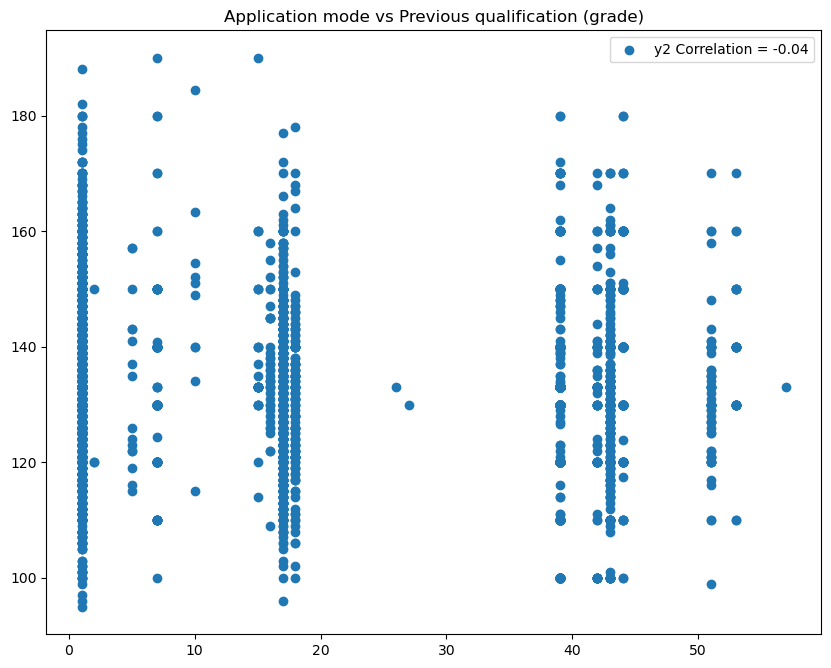 Application mode vs Previous qualification (grade)
y2 Correlation = -0.04
180
160
140
120
100
0 10 20 30 40 50